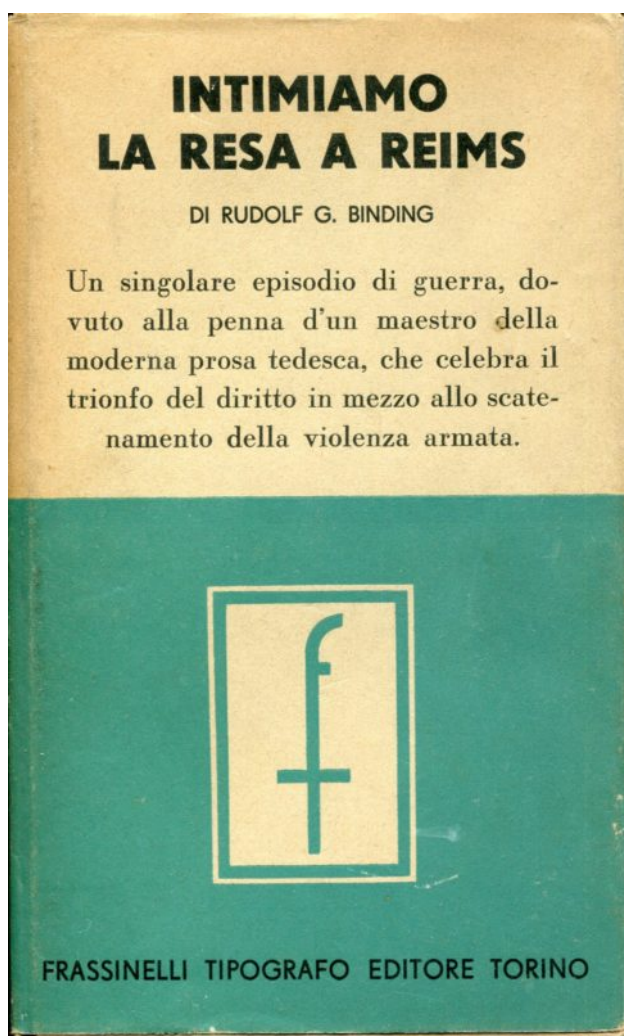 INTIMIAMO
LA RESA A REIMS
DI RUDOLF G. BINDING
Un singolare episodio di guerra, do-
vuto alla penna d'un maestro della
moderna prosa tedesca, che celebra il
trionfo del diritto in mezzo allo scate-
namento della violenza armata.
f
FRASSINELLI TIPOGRAFO EDITORE TORINO